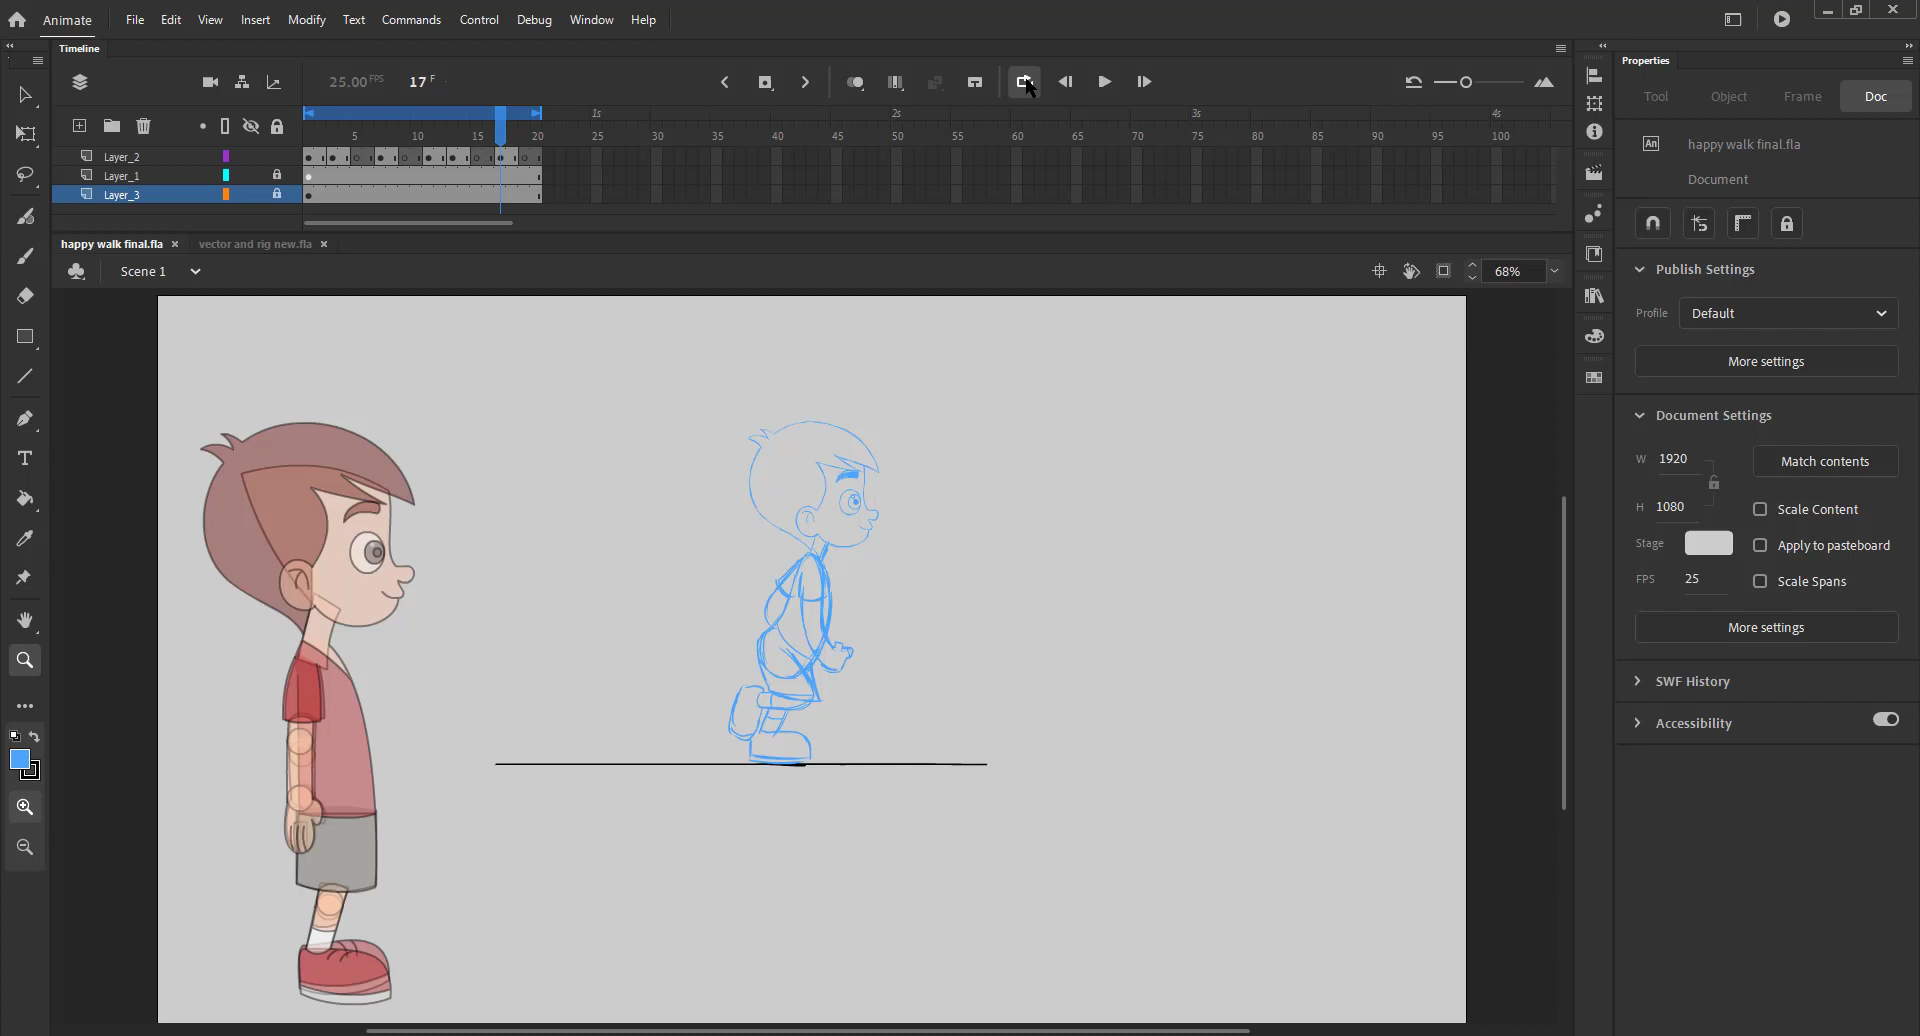 Animate File Edit View Insert Modify Commands Text Control Debug Window Help
Timeline
25.00 FPS 17 F
1s 2s 3s 4s
5 10 15 20 25 30 35 40 45 50 55 60 65 70 75 80 85 90 95 100
Layer_2
Layer_1
Layer_3
happy walk final.fla × vector and rig new.fla ×
Scene 1 68%
Properties
Tool Object Frame Doc
An happy walk final.fla
Document
Publish Settings
Profile Default
More settings
Document Settings
W 1920 Match contents
H 1080 Scale Content
Stage Apply to pasteboard
FPS 25 Scale Spans
More settings
SWF History
Accessibility